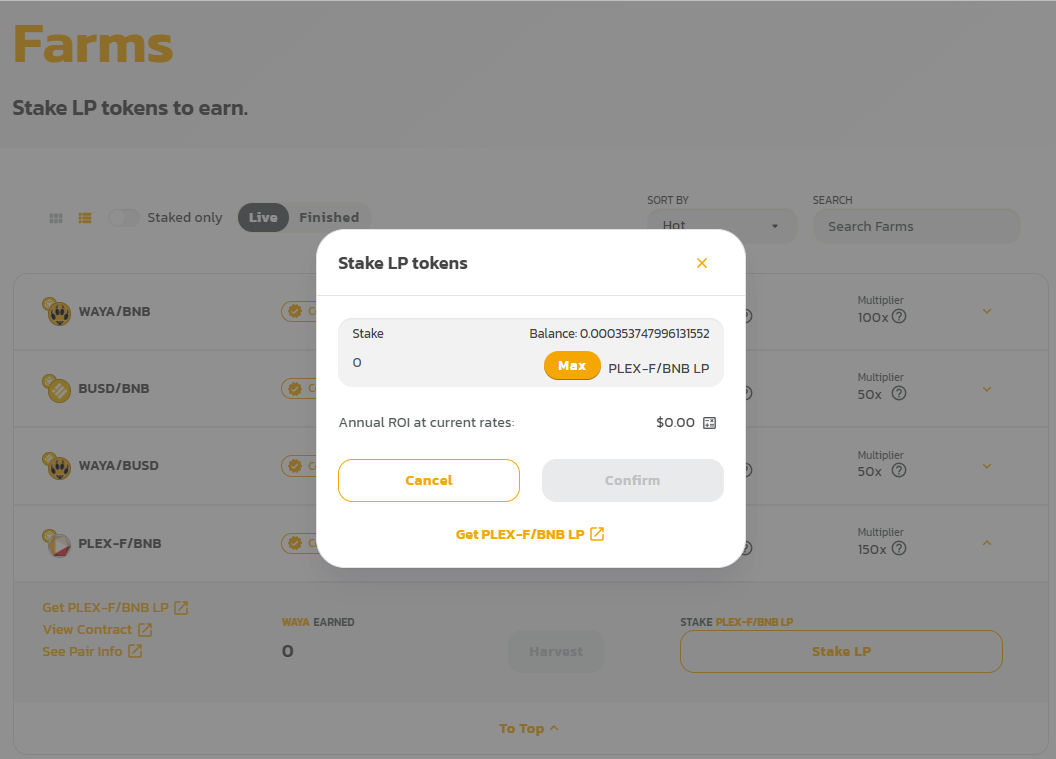 Farms
Stake LP tokens to earn.
Staked only
Live
Finished
SORT BY
Hot
SEARCH
Search Farms
Stake LP tokens
WAYA/BNB
Multiplier
100x
Stake
Balance: 0.000353747996131552
0
Max
PLEX-F/BNB LP
BUSD/BNB
Multiplier
50x
Annual ROI at current rates:
$0.00
WAYA/BUSD
Multiplier
50x
Cancel
Confirm
Get PLEX-F/BNB LP
PLEX-F/BNB
Multiplier
150x
Get PLEX-F/BNB LP
View Contract
See Pair Info
WAYA EARNED
0
Harvest
STAKE PLEX-F/BNB LP
Stake LP
To Top